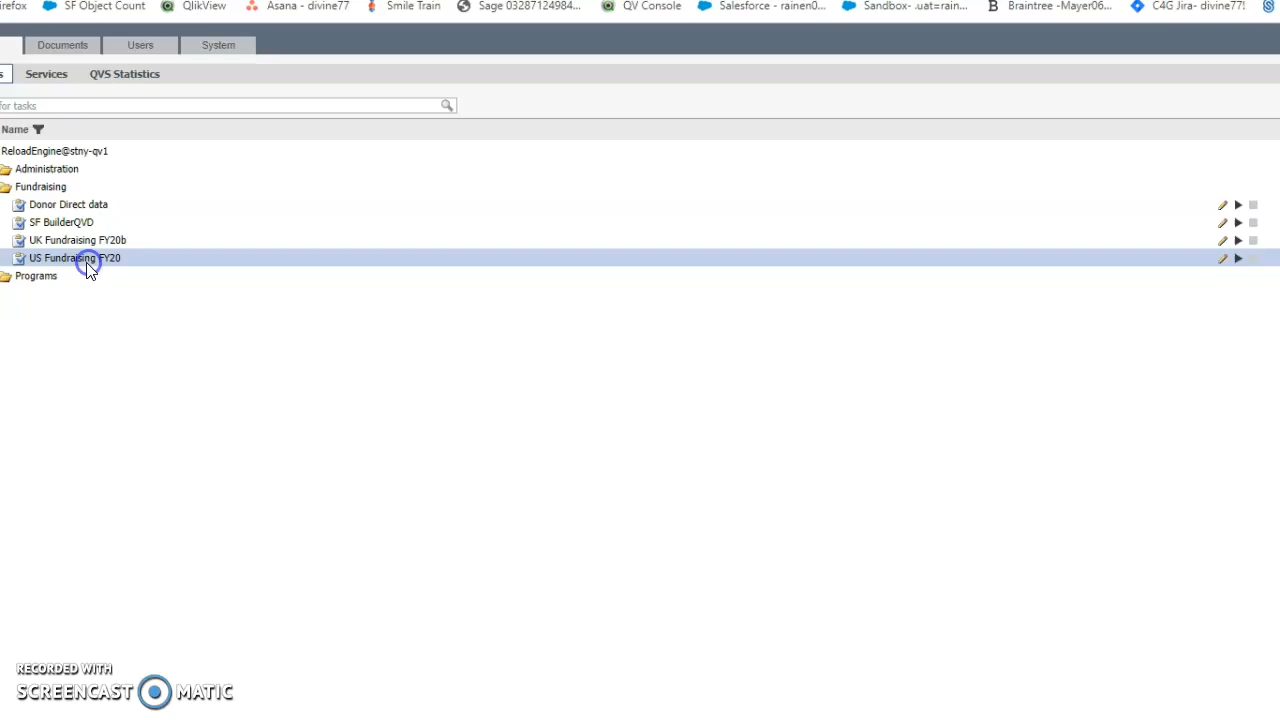 irefox SF Object Count QlikView Asana - divine77 Smile Train Sage 03287124984... QV Console Salesforce - rainen0... Sandbox- .uat=rain... Braintree -Mayer06... C4G Jira- divine77!
Documents Users System
s Services QVS Statistics
for tasks
Name
ReloadEngine@stny-qv1
Administration
Fundraising
Donor Direct data
SF BuilderQVD
UK Fundraising FY20b
US Fundraising FY20
Programs
RECORDED WITH
SCREENCAST MATIC